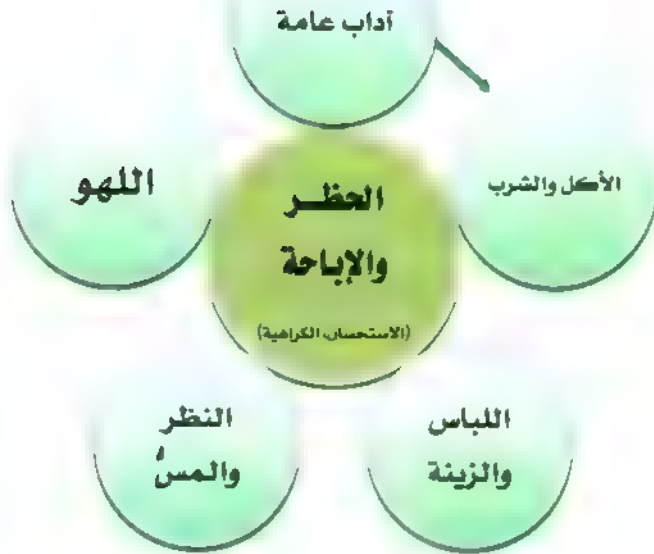 آداب عامة
الأكل والشرب
اللهو
الحظر
والإباحة
(الاستحسان، الكراهية)
اللباس
والزينة
النظر
والمسُّ